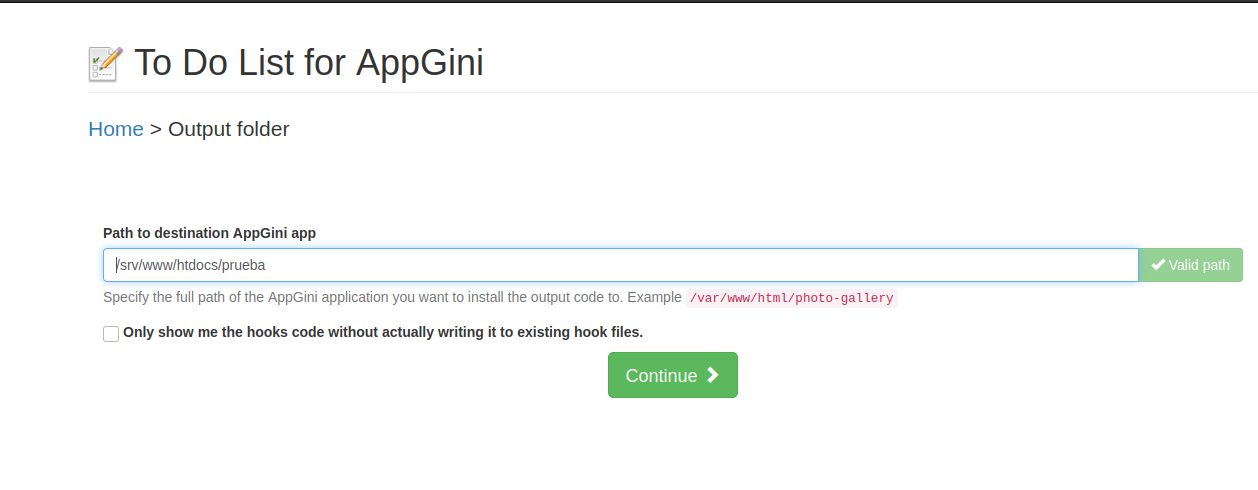 To Do List for AppGini
Home > Output folder
Path to destination AppGini app
/srv/www/htdocs/prueba Valid path
Specify the full path of the AppGini application you want to install the output code to. Example /var/www/html/photo-gallery
Only show me the hooks code without actually writing it to existing hook files.
Continue